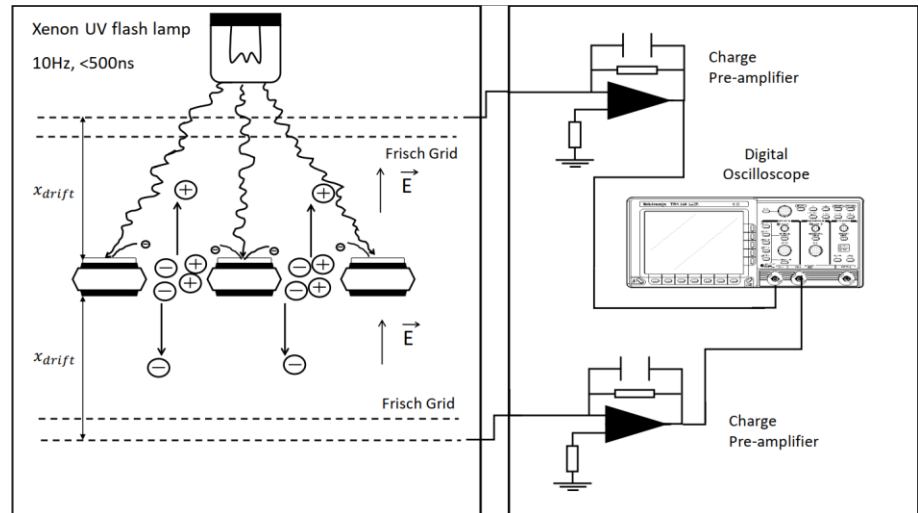 Xenon UV flash lamp
10Hz, <500ns
Frisch Grid
E
x_drift
+
+
E
x_drift
Frisch Grid
Charge
Pre-amplifier
Digital
Oscilloscope
Tektronix
Charge
Pre-amplifier